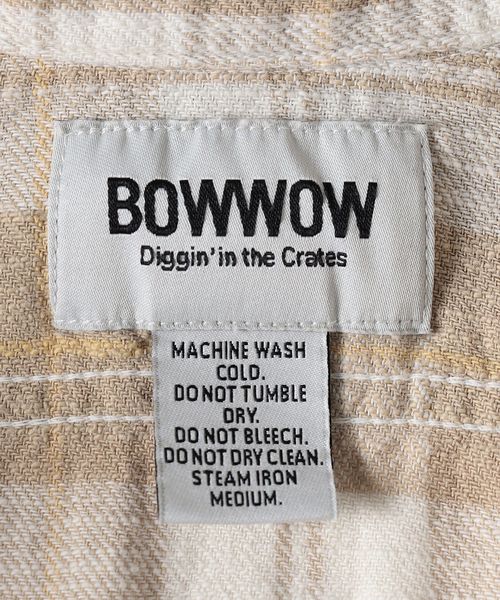 BOWWOW
Diggin' in the Crates
MACHINE WASH
COLD.
DO NOT TUMBLE
DRY.
DO NOT BLEECH.
DO NOT DRY CLEAN.
STEAM IRON
MEDIUM.